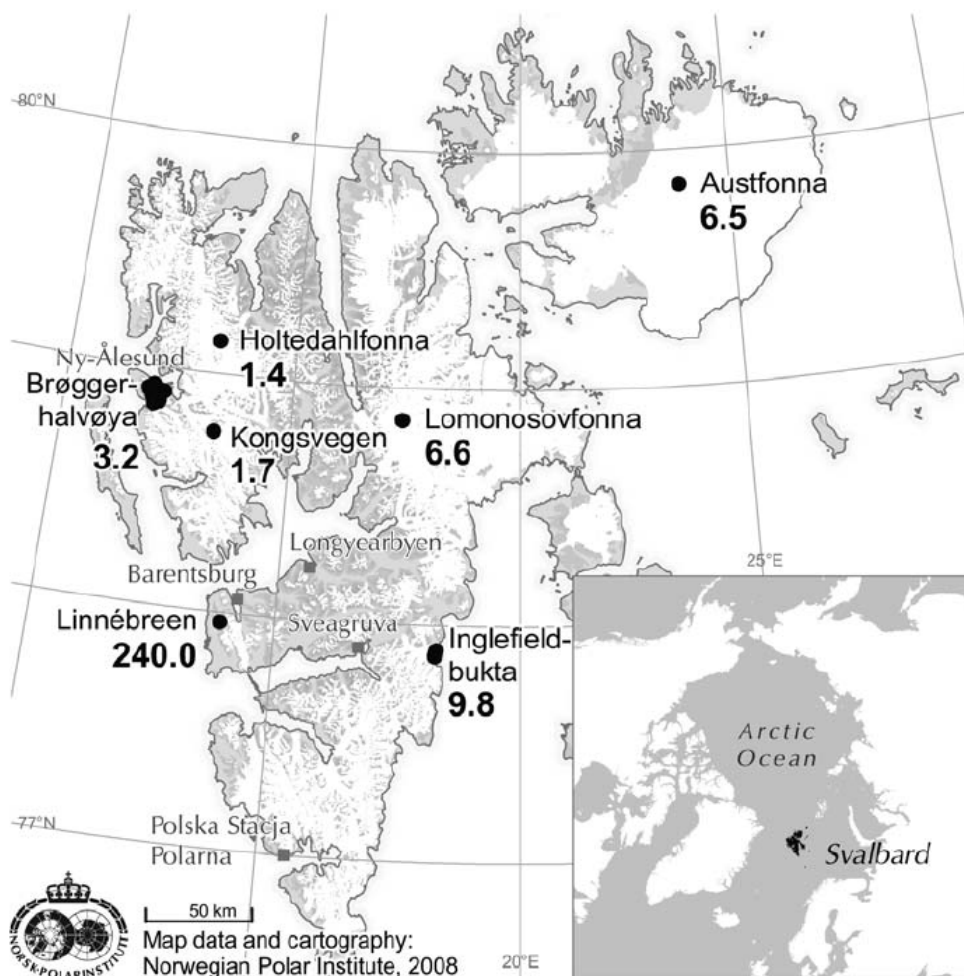 80°N
Austfonna
6.5
Holtedahlfonna
1.4
Ny-Ålesund
Brøgger-
halvøya
3.2
Kongsvegen
1.7
Lomonosovfonna
6.6
Longyearbyen
Barentsburg
25°E
Linnébreen
240.0
Sveagruva
Inglefield-
bukta
9.8
Arctic
Ocean
77°N
Polska Stacja
Polarna
Svalbard
50 km
NORSK POLARINSTITUTT
Map data and cartography:
Norwegian Polar Institute, 2008
20°E